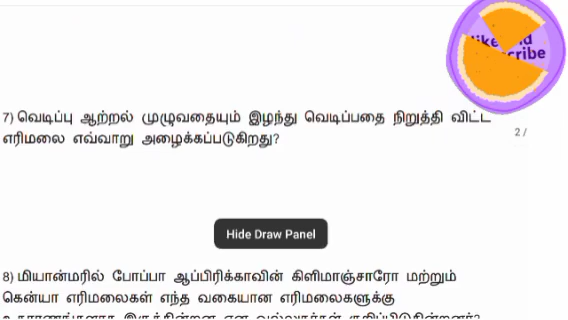 7) வெடிப்பு ஆற்றல் முழுவதையும் இழந்து வெடிப்பதை நிறுத்தி விட்ட
எரிமலை எவ்வாறு அழைக்கப்படுகிறது?
2 /
Hide Draw Panel
8) மியான்மரில் போப்பா ஆப்பிரிக்காவின் கிளிமாஞ்சாரோ மற்றும்
கென்யா எரிமலைகள் எந்த வகையான எரிமலைகளுக்கு